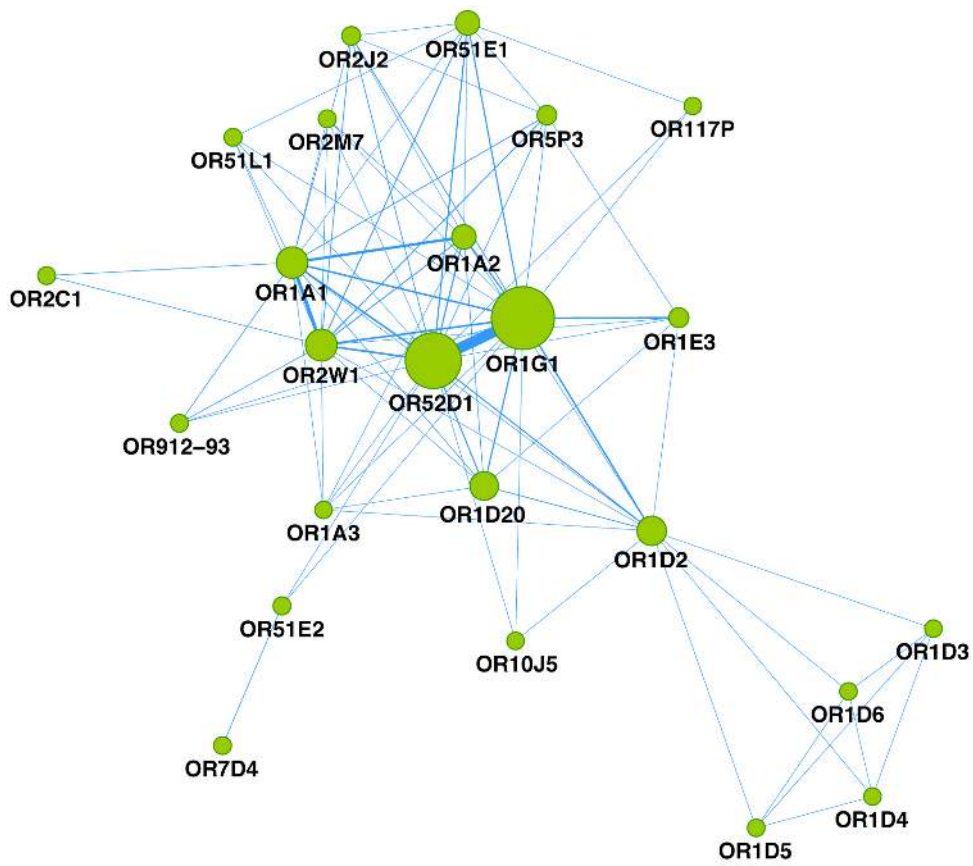 OR51E1
OR2J2
OR117P
OR5P3
OR2M7
OR51L1
OR1A2
OR1A1
OR2C1
OR1E3
OR1G1
OR2W1
OR52D1
OR912–93
OR1D20
OR1A3
OR1D2
OR51E2
OR1D3
OR10J5
OR1D6
OR7D4
OR1D4
OR1D5